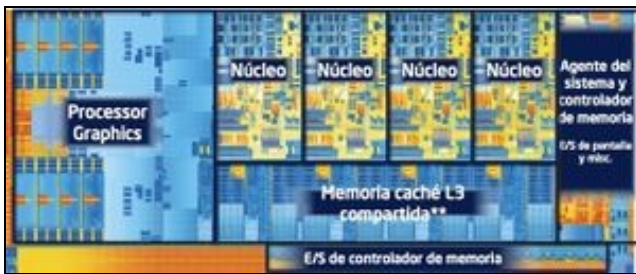 Processor
Graphics
Núcleo
Núcleo
Núcleo
Núcleo
Agente del
sistema y
controlador
de memoria
E/S de pantalla
y misc.
Memoria caché L3
compartida**
E/S de controlador de memoria